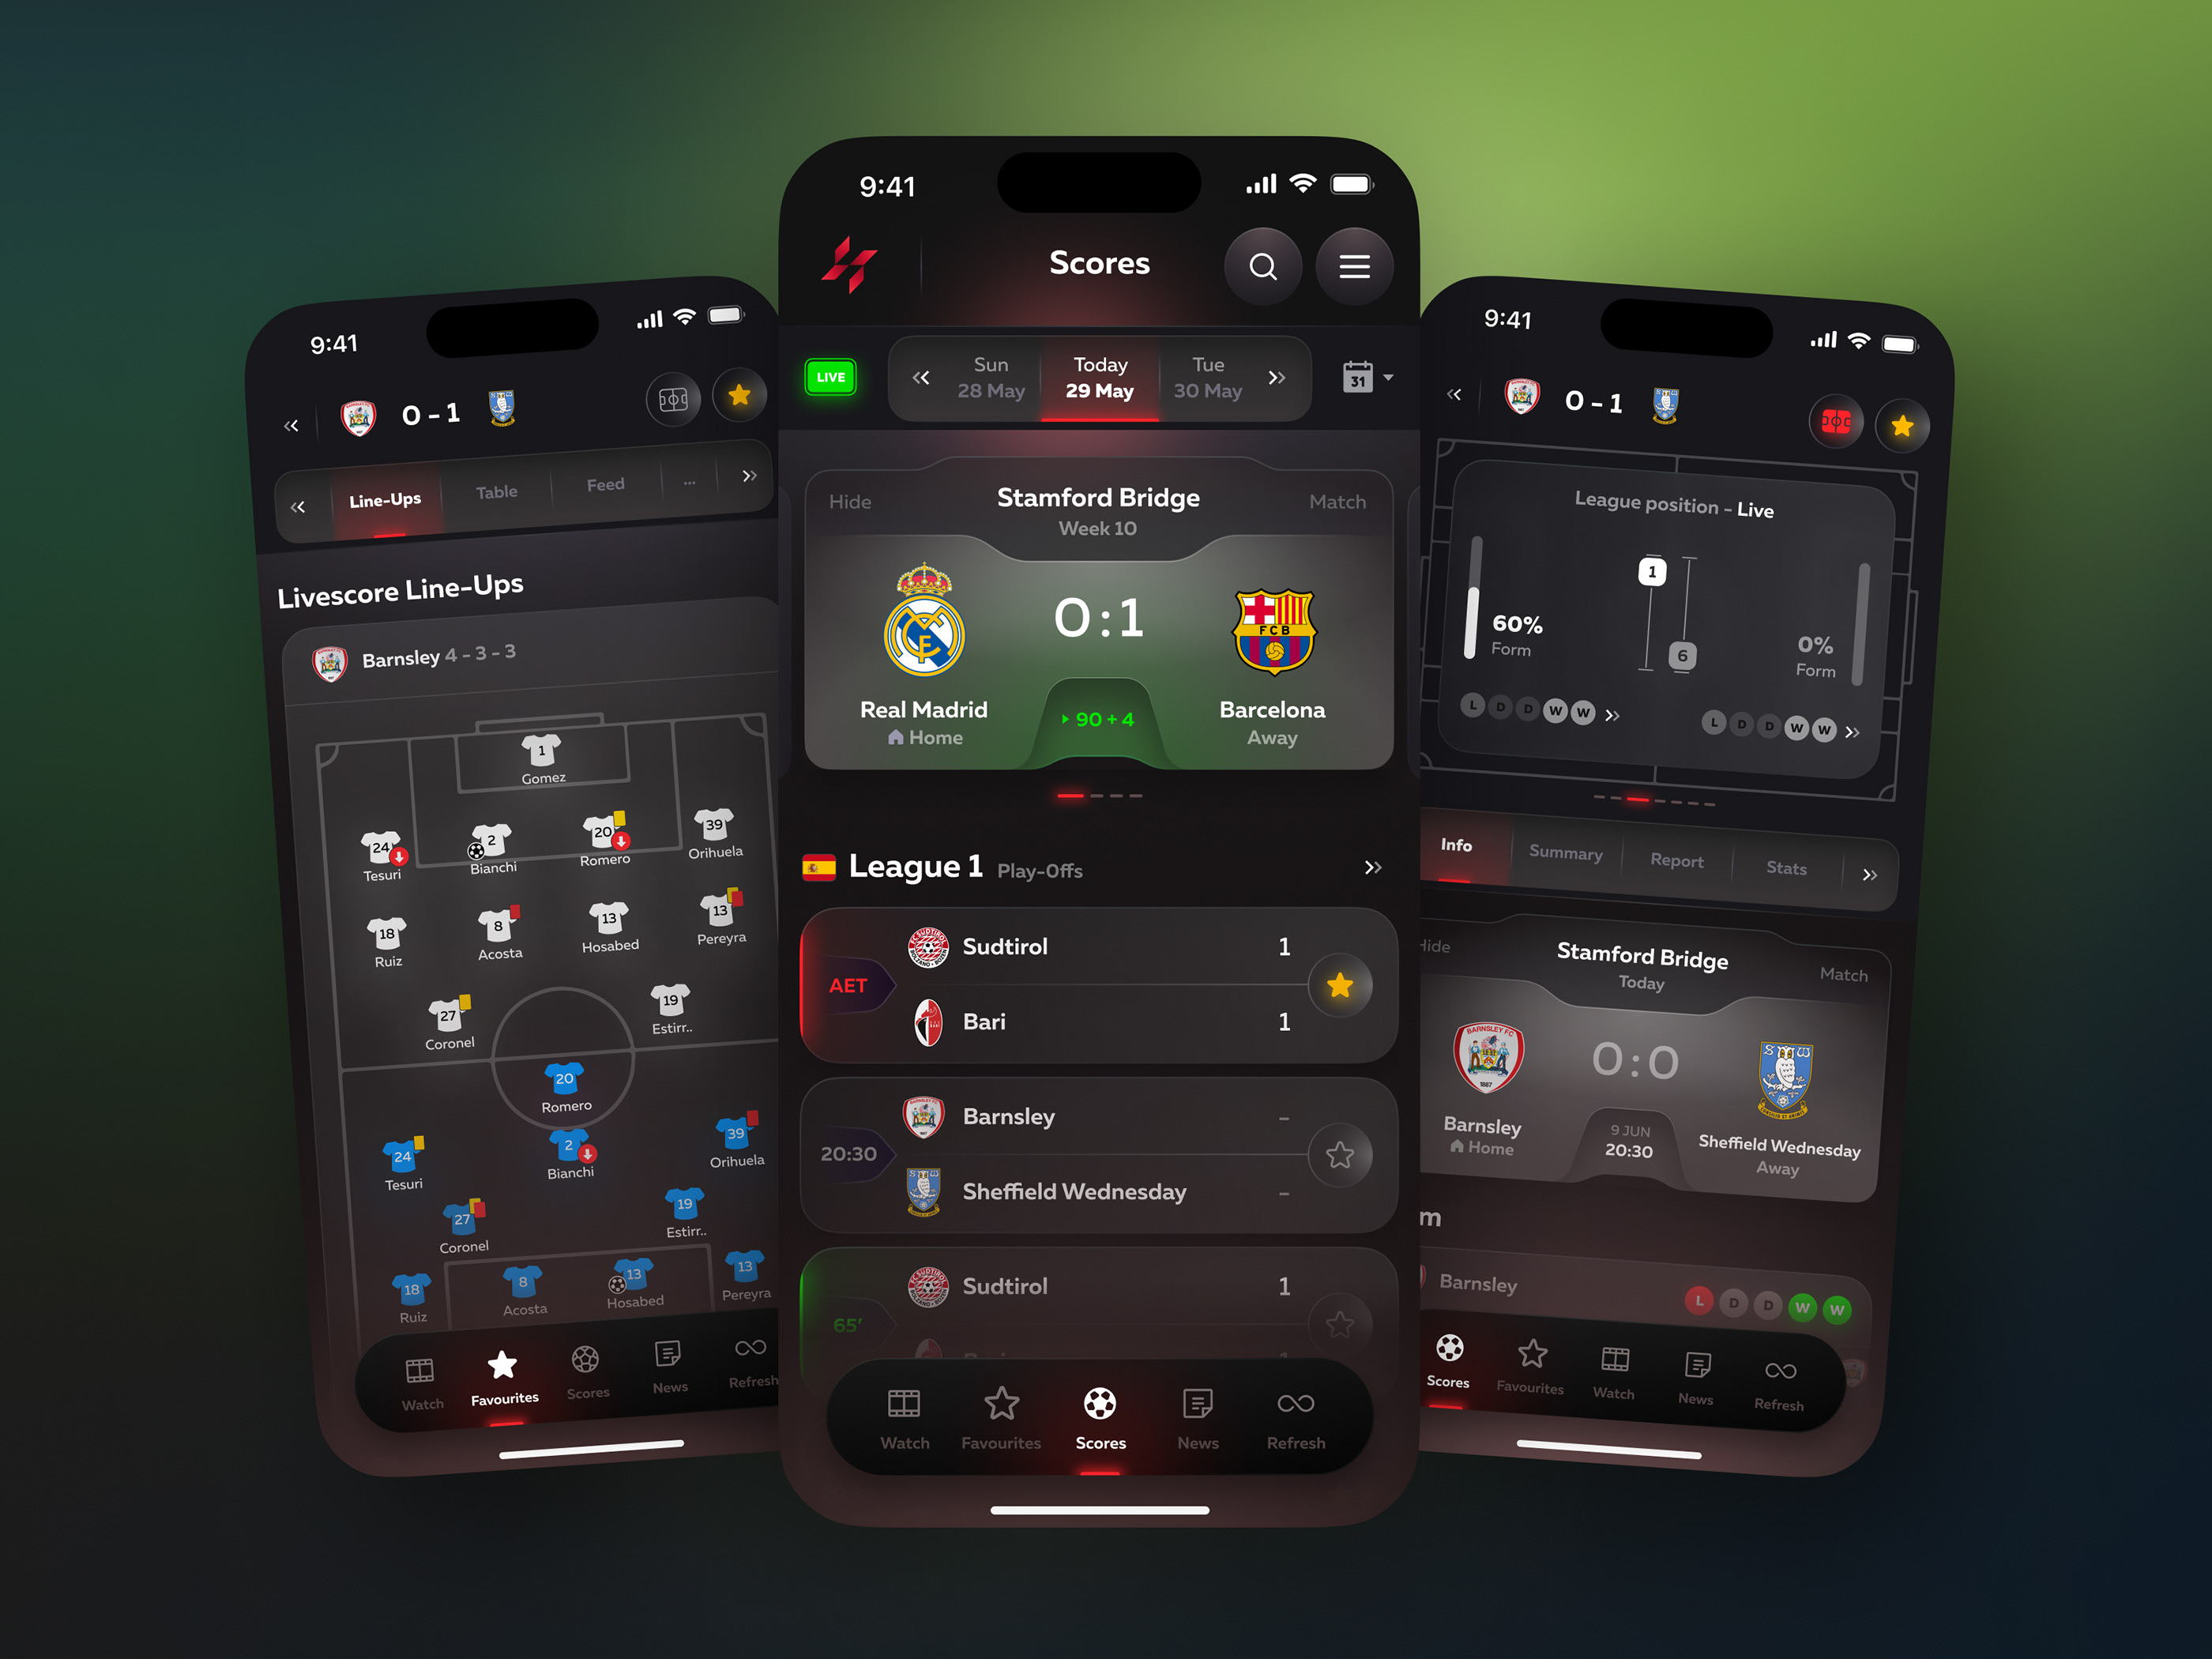 9:41
0 - 1
Line-Ups
Table
Feed
...
Livescore Line-Ups
Barnsley 4 - 3 - 3
1
Gomez
24
Tesuri
2
Bianchi
20
Romero
39
Orihuela
18
Ruiz
8
Acosta
13
Hosabed
13
Pereyra
27
Coronel
19
Estirr..
20
Romero
24
Tesuri
2
Bianchi
39
Orihuela
27
Coronel
19
Estirr..
18
Ruiz
8
Acosta
13
Hosabed
13
Pereyra
Watch
Favourites
Scores
News
Refresh
9:41
Scores
LIVE
Sun
28 May
Today
29 May
Tue
30 May
31
Hide
Stamford Bridge
Week 10
Match
0:1
FCB
Real Madrid
Home
90 + 4
Barcelona
Away
League 1 Play-Offs
AET
Sudtirol
1
Bari
1
20:30
Barnsley
-
Sheffield Wednesday
-
65'
Sudtirol
1
Watch
Favourites
Scores
News
Refresh
9:41
0 - 1
League position - Live
60%
Form
1
6
0%
Form
L D D W W
L D D W W
Info
Summary
Report
Stats
Hide
Stamford Bridge
Today
Match
BARNSLEY FC
1887
0:0
S W
Barnsley
Home
9 JUN
20:30
Sheffield Wednesday
Away
m
Barnsley
L D D W W
Scores
Favourites
Watch
News
Refresh